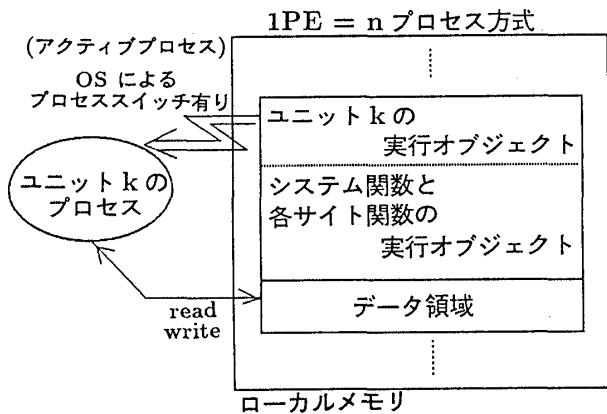 1PE = n プロセス方式
(アクティブプロセス)
OS による
プロセススイッチ有り
ユニット k の
実行オブジェクト
ユニット k の
プロセス
システム関数と
各サイト関数の
実行オブジェクト
データ領域
read
write
ローカルメモリ